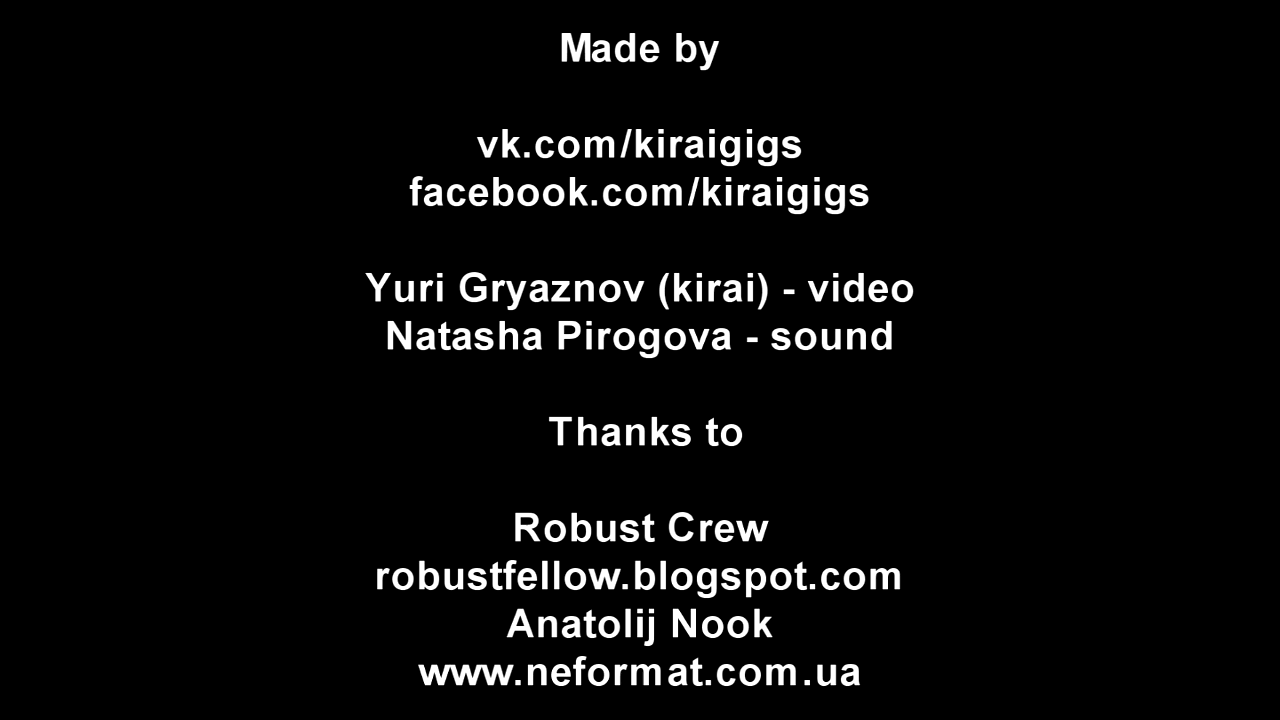 Made by
vk.com/kiraigigs
facebook.com/kiraigigs
Yuri Gryaznov (kirai) - video
Natasha Pirogova - sound
Thanks to
Robust Crew
robustfellow.blogspot.com
Anatolij Nook
www.neformat.com.ua